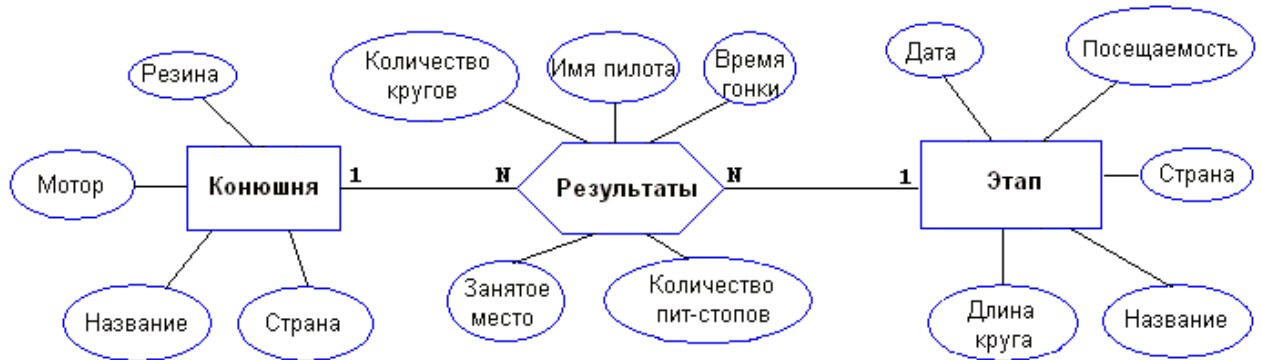 Резина
Количество
кругов
Имя пилота
Время
гонки
Дата
Посещаемость
Мотор
Конюшня
1
N
Результаты
N
1
Этап
Страна
Название
Страна
Занятое
место
Количество
пит-стопов
Длина
круга
Название